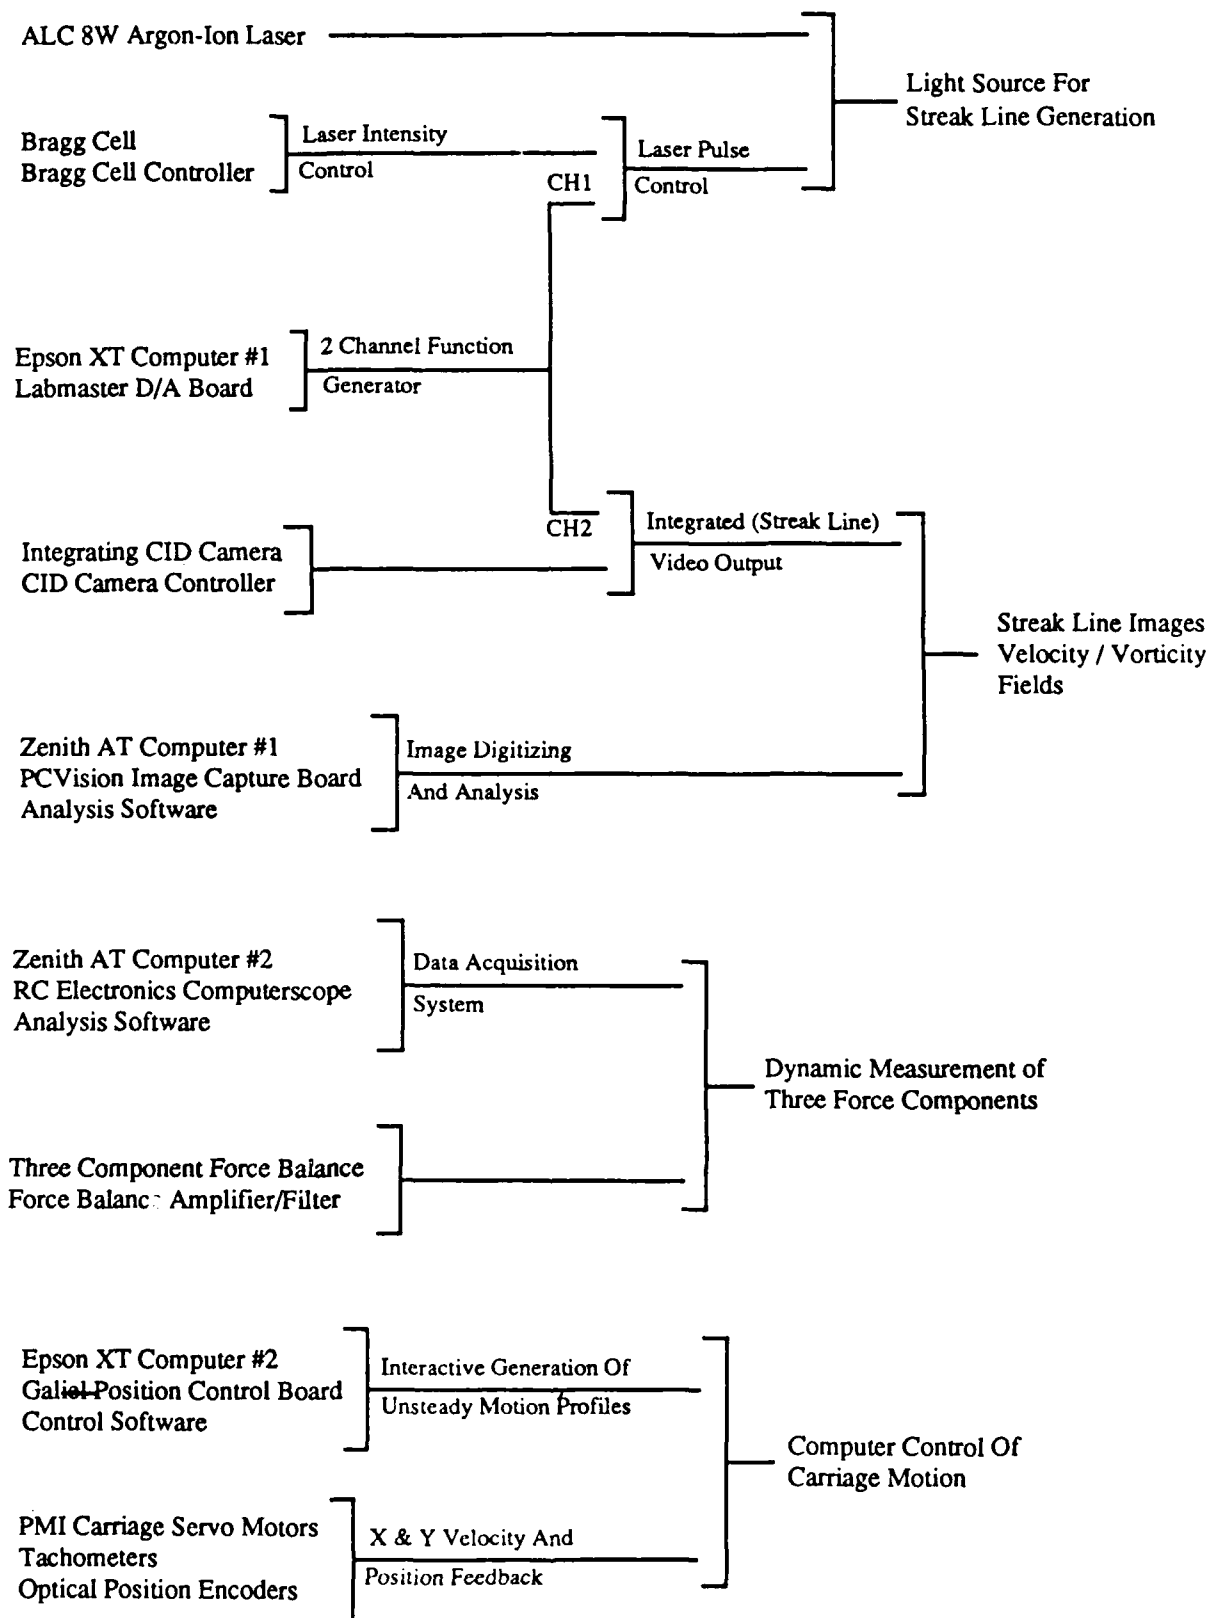 ALC 8W Argon-Ion Laser
Light Source For
Streak Line Generation
Bragg Cell
Bragg Cell Controller
Laser Intensity
Control
CH1
Laser Pulse
Control
Epson XT Computer #1
Labmaster D/A Board
2 Channel Function
Generator
CH2
Integrating CID Camera
CID Camera Controller
Integrated (Streak Line)
Video Output
Streak Line Images
Velocity / Vorticity
Fields
Zenith AT Computer #1
PCVision Image Capture Board
Analysis Software
Image Digitizing
And Analysis
Zenith AT Computer #2
RC Electronics Computerscope
Analysis Software
Data Acquisition
System
Dynamic Measurement of
Three Force Components
Three Component Force Balance
Force Balanc Amplifier/Filter
Epson XT Computer #2
Position Control Board
Control Software
Interactive Generation Of
Unsteady Motion Profiles
Computer Control Of
Carriage Motion
PMI Carriage Servo Motors
Tachometers
Optical Position Encoders
X & Y Velocity And
Position Feedback